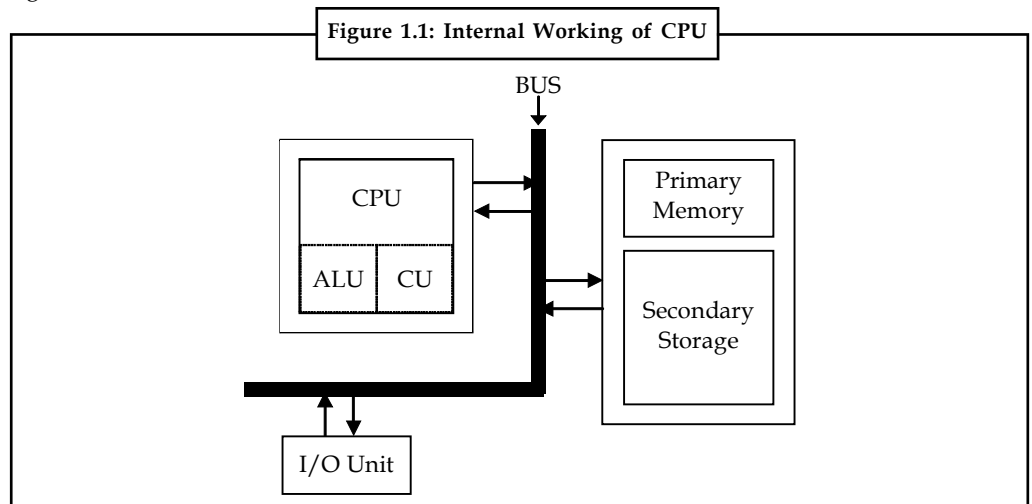 Figure 1.1: Internal Working of CPU
BUS
CPU
ALU
CU
Primary
Memory
Secondary
Storage
I/O Unit